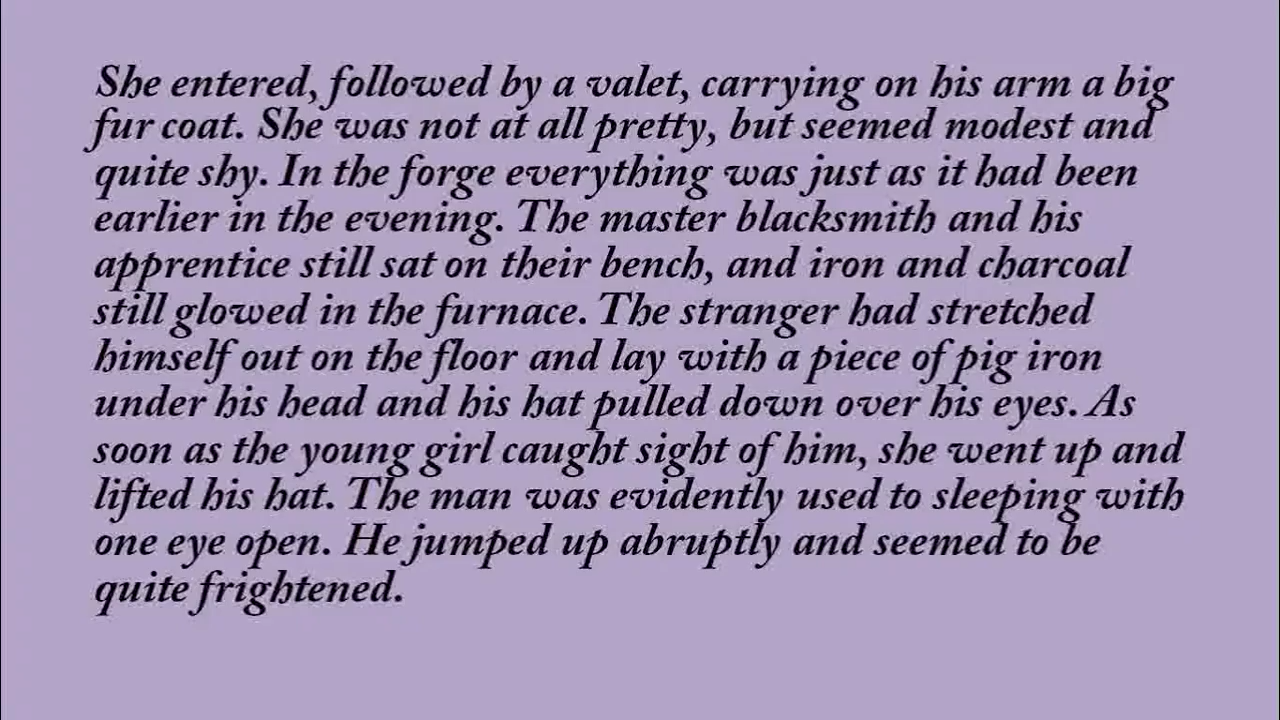 She entered, followed by a valet, carrying on his arm a big
fur coat. She was not at all pretty, but seemed modest and
quite shy. In the forge everything was just as it had been
earlier in the evening. The master blacksmith and his
apprentice still sat on their bench, and iron and charcoal
still glowed in the furnace. The stranger had stretched
himself out on the floor and lay with a piece of pig iron
under his head and his hat pulled down over his eyes. As
soon as the young girl caught sight of him, she went up and
lifted his hat. The man was evidently used to sleeping with
one eye open. He jumped up abruptly and seemed to be
quite frightened.